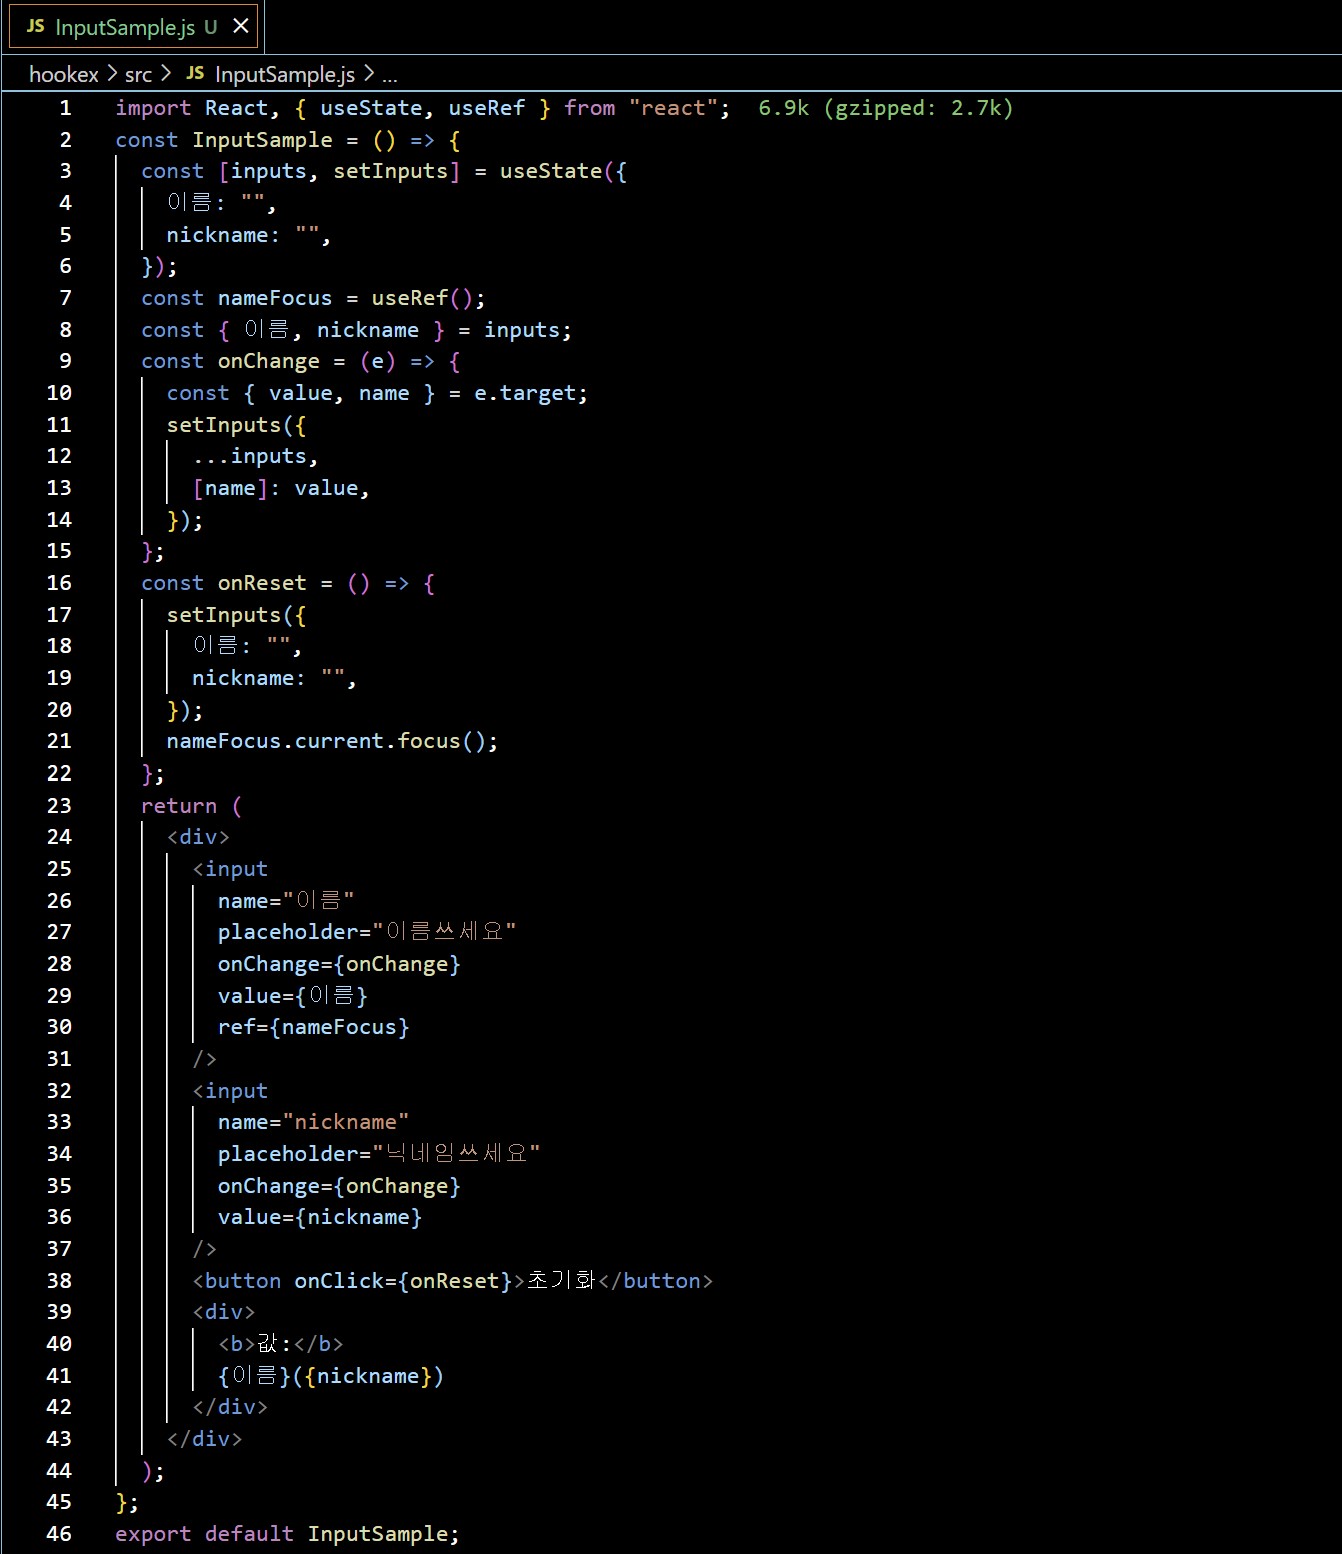 JS InputSample.js U ×
hookex > src > JS InputSample.js > ...
1 import React, { useState, useRef } from "react"; 6.9k (gzipped: 2.7k)
2 const InputSample = () => {
3 const [inputs, setInputs] = useState({
4 이름: "",
5 nickname: "",
6 });
7 const nameFocus = useRef();
8 const { 이름, nickname } = inputs;
9 const onChange = (e) => {
10 const { value, name } = e.target;
11 setInputs({
12 ...inputs,
13 [name]: value,
14 });
15 };
16 const onReset = () => {
17 setInputs({
18 이름: "",
19 nickname: "",
20 });
21 nameFocus.current.focus();
22 };
23 return (
24 <div>
25 <input
26 name="이름"
27 placeholder="이름쓰세요"
28 onChange={onChange}
29 value={이름}
30 ref={nameFocus}
31 />
32 <input
33 name="nickname"
34 placeholder="닉네임쓰세요"
35 onChange={onChange}
36 value={nickname}
37 />
38 <button onClick={onReset}>초기화</button>
39 <div>
40 <b>값:</b>
41 {이름}({nickname})
42 </div>
43 </div>
44 );
45 };
46 export default InputSample;